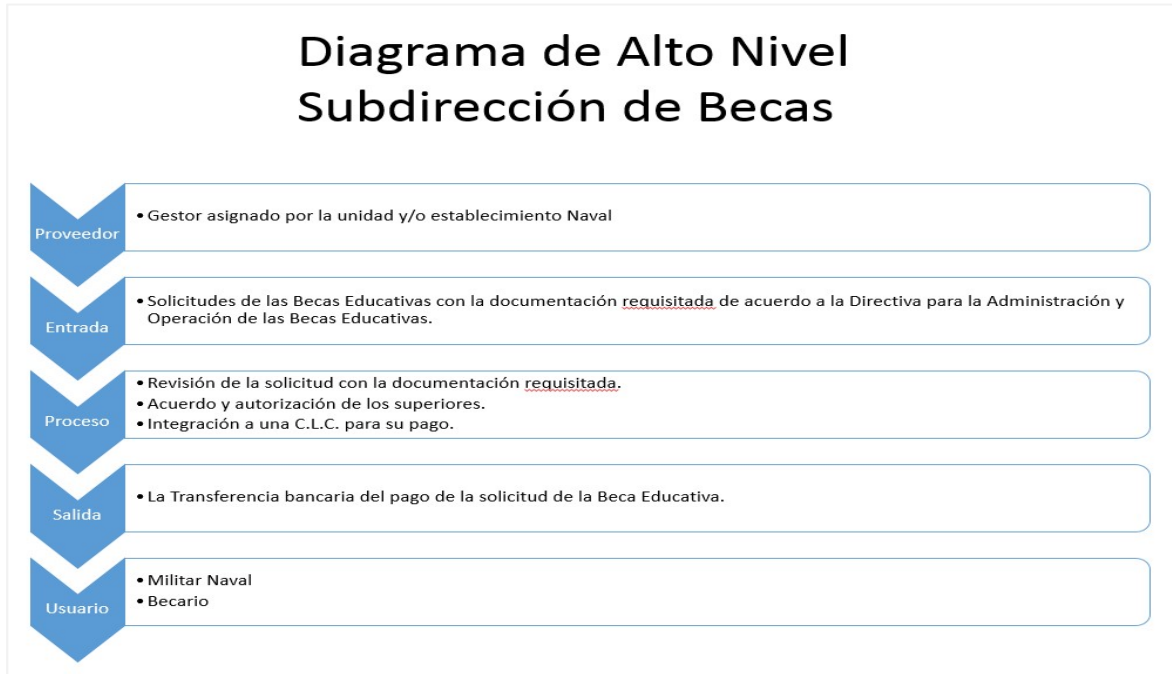 Diagrama de Alto Nivel
Subdirección de Becas
Proveedor
• Gestor asignado por la unidad y/o establecimiento Naval
Entrada
• Solicitudes de las Becas Educativas con la documentación requisitada de acuerdo a la Directiva para la Administración y
Operación de las Becas Educativas.
Proceso
• Revisión de la solicitud con la documentación requisitada.
• Acuerdo y autorización de los superiores.
• Integración a una C.L.C. para su pago.
Salida
• La Transferencia bancaria del pago de la solicitud de la Beca Educativa.
Usuario
• Militar Naval
• Becario